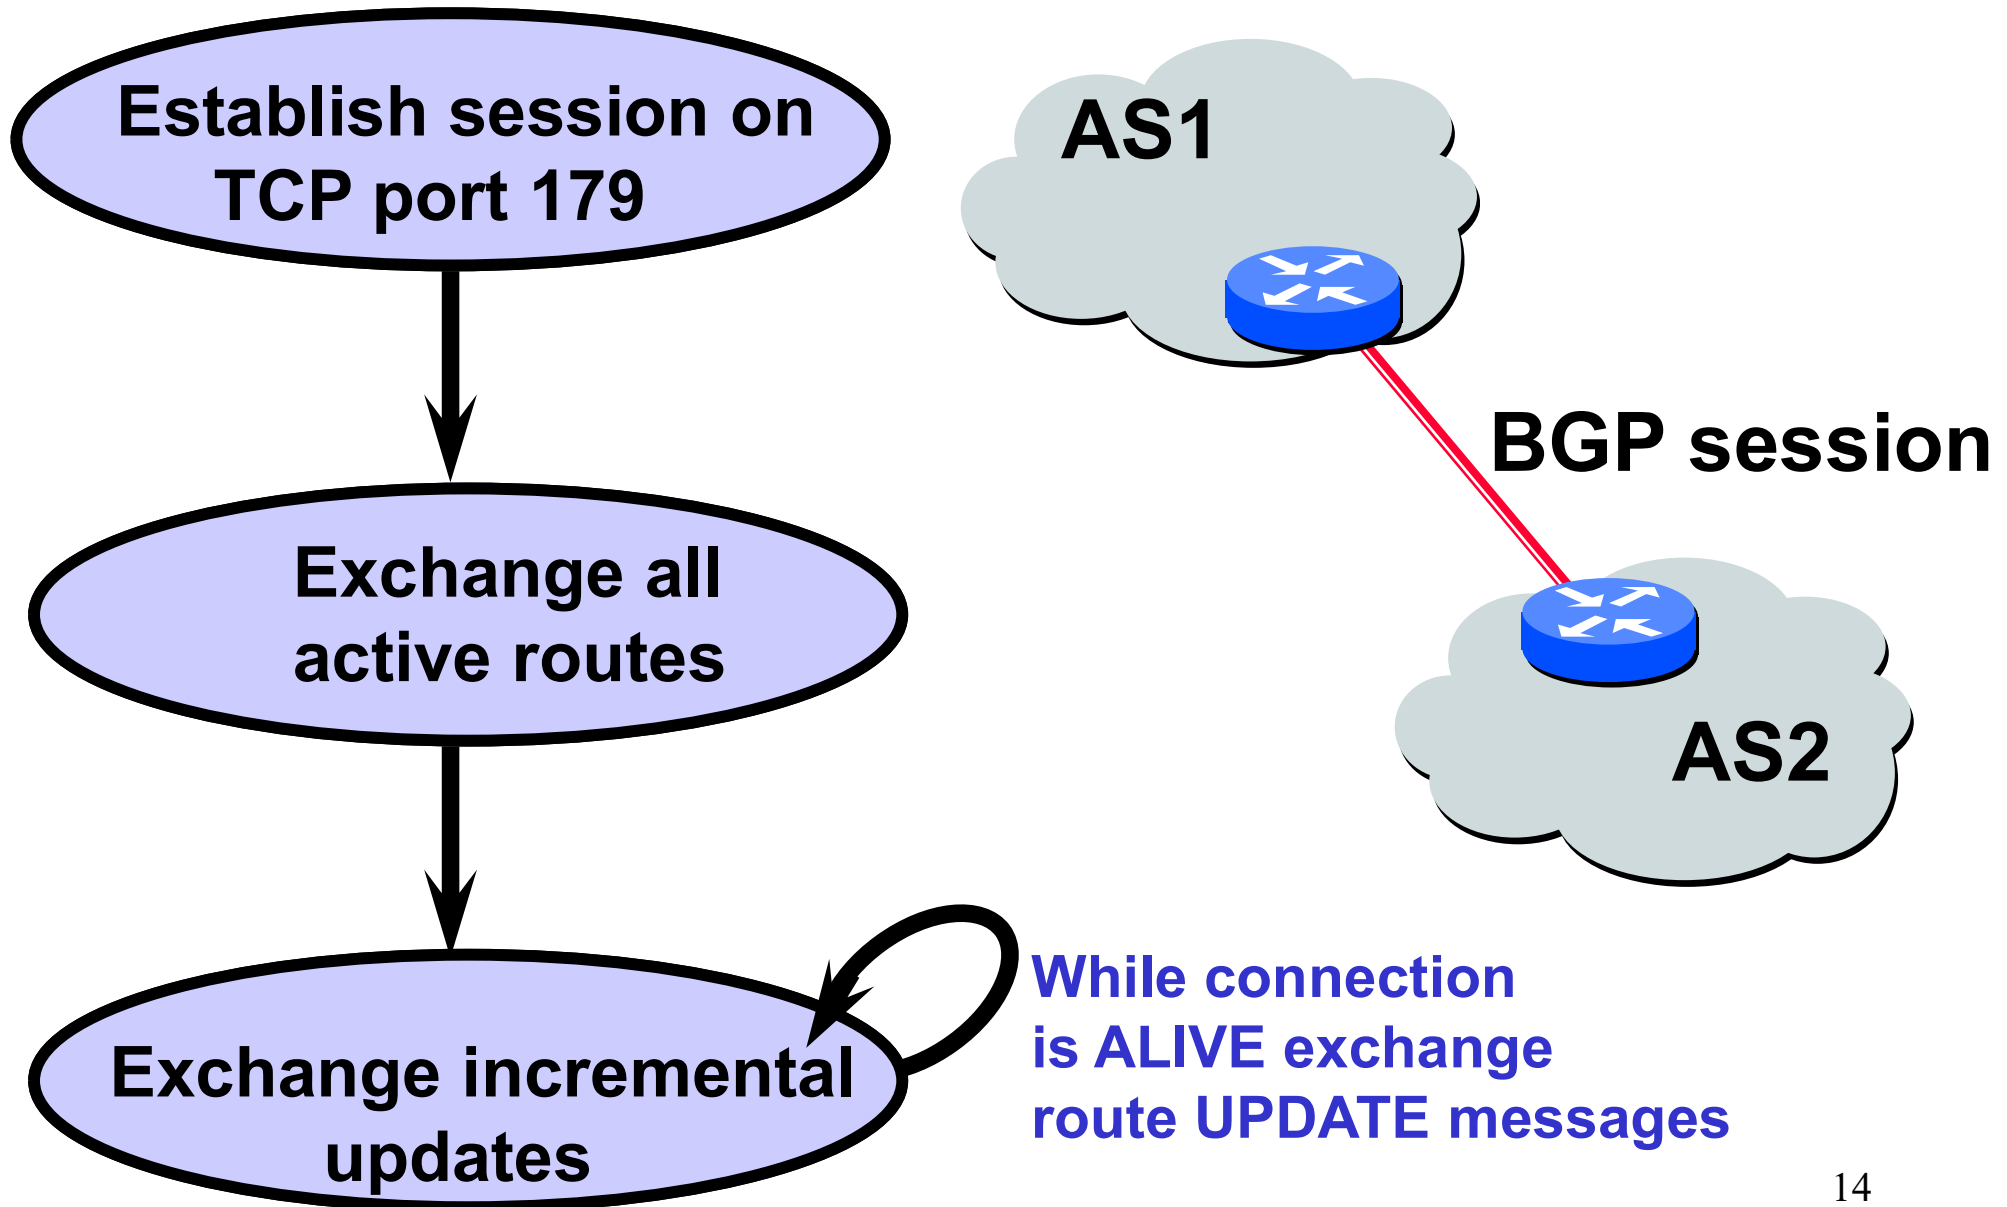 Establish session on
TCP port 179
AS1
BGP session
Exchange all
active routes
AS2
Exchange incremental
updates
While connection
is ALIVE exchange
route UPDATE messages
14